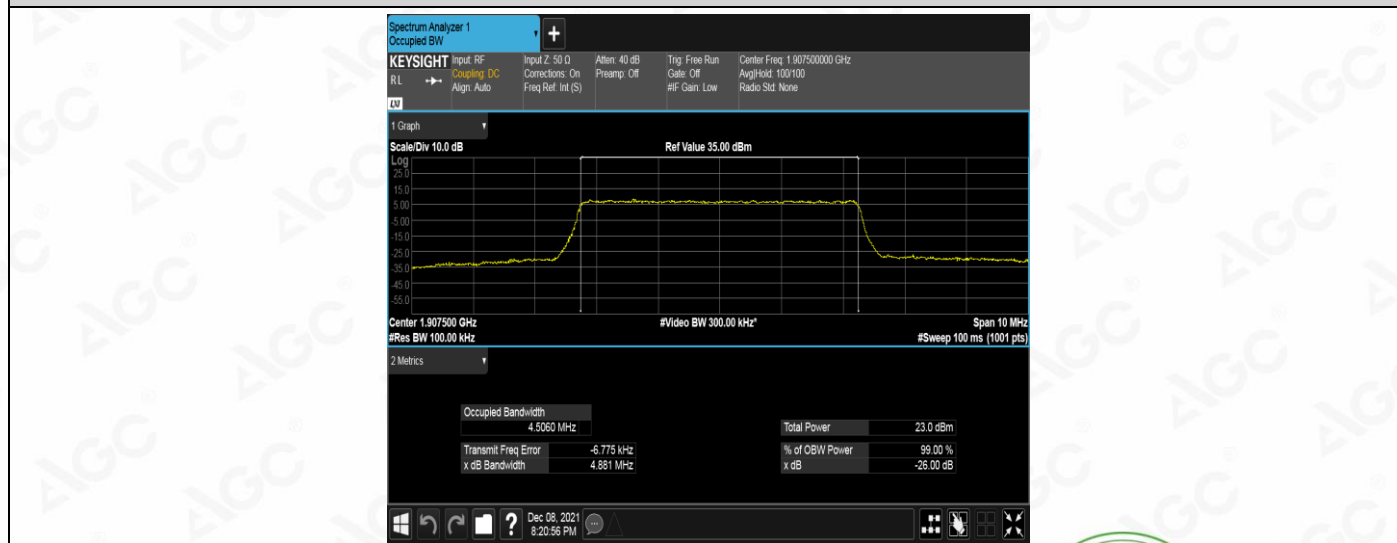 Spectrum Analyzer 1
Occupied BW
+
KEYSIGHT
RL
LXI
Input: RF
Coupling: DC
Align: Auto
Input Z: 50 Ω
Corrections: On
Freq Ref: Int (S)
Atten: 40 dB
Preamp: Off
Trig: Free Run
Gate: Off
#IF Gain: Low
Center Freq: 1.907500000 GHz
Avg|Hold: 100/100
Radio Std: None
1 Graph
Scale/Div 10.0 dB
Ref Value 35.00 dBm
Log
25.0
15.0
5.00
-5.00
-15.0
-25.0
-35.0
-45.0
-55.0
Center 1.907500 GHz
#Video BW 300.00 kHz*
Span 10 MHz
#Res BW 100.00 kHz
#Sweep 100 ms (1001 pts)
2 Metrics
Occupied Bandwidth
4.5060 MHz
Total Power 23.0 dBm
Transmit Freq Error -6.775 kHz
% of OBW Power 99.00 %
x dB Bandwidth 4.881 MHz
x dB -26.00 dB
?
Dec 08, 2021
8:20:56 PM
AGC